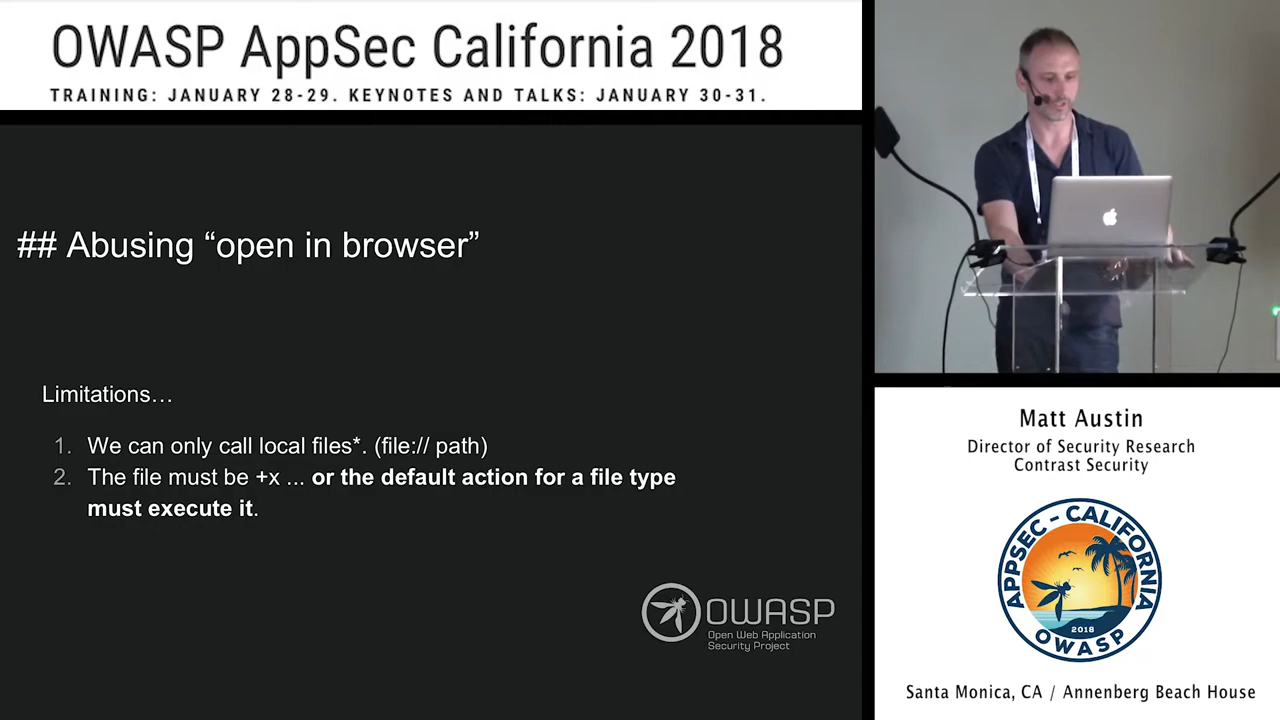 OWASP AppSec California 2018
TRAINING: JANUARY 28-29. KEYNOTES AND TALKS: JANUARY 30-31.
## Abusing “open in browser”
Limitations…
1. We can only call local files*. (file:// path)
2. The file must be +x ... or the default action for a file type
must execute it.
OWASP
Open Web Application
Security Project
Matt Austin
Director of Security Research
Contrast Security
APPSEC - CALIFORNIA
2018
OWASP
Santa Monica, CA / Annenberg Beach House